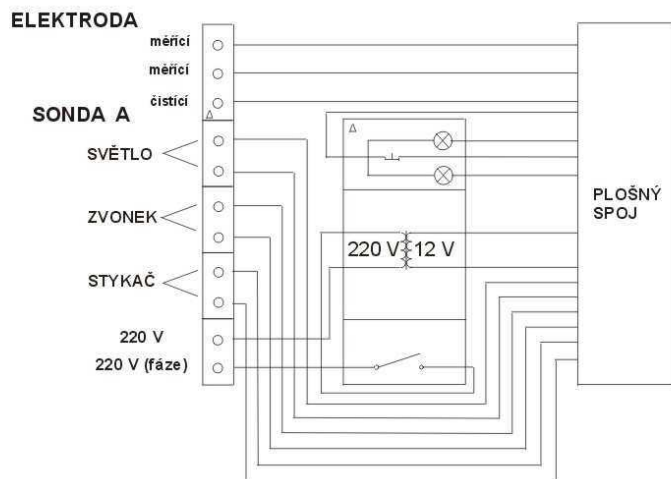 ELEKTRODA
měřící
měřící
čistící
SONDA A
SVĚTLO
ZVONEK
STYKAČ
220 V
220 V (fáze)
220 V 12 V
PLOŠNÝ
SPOJ